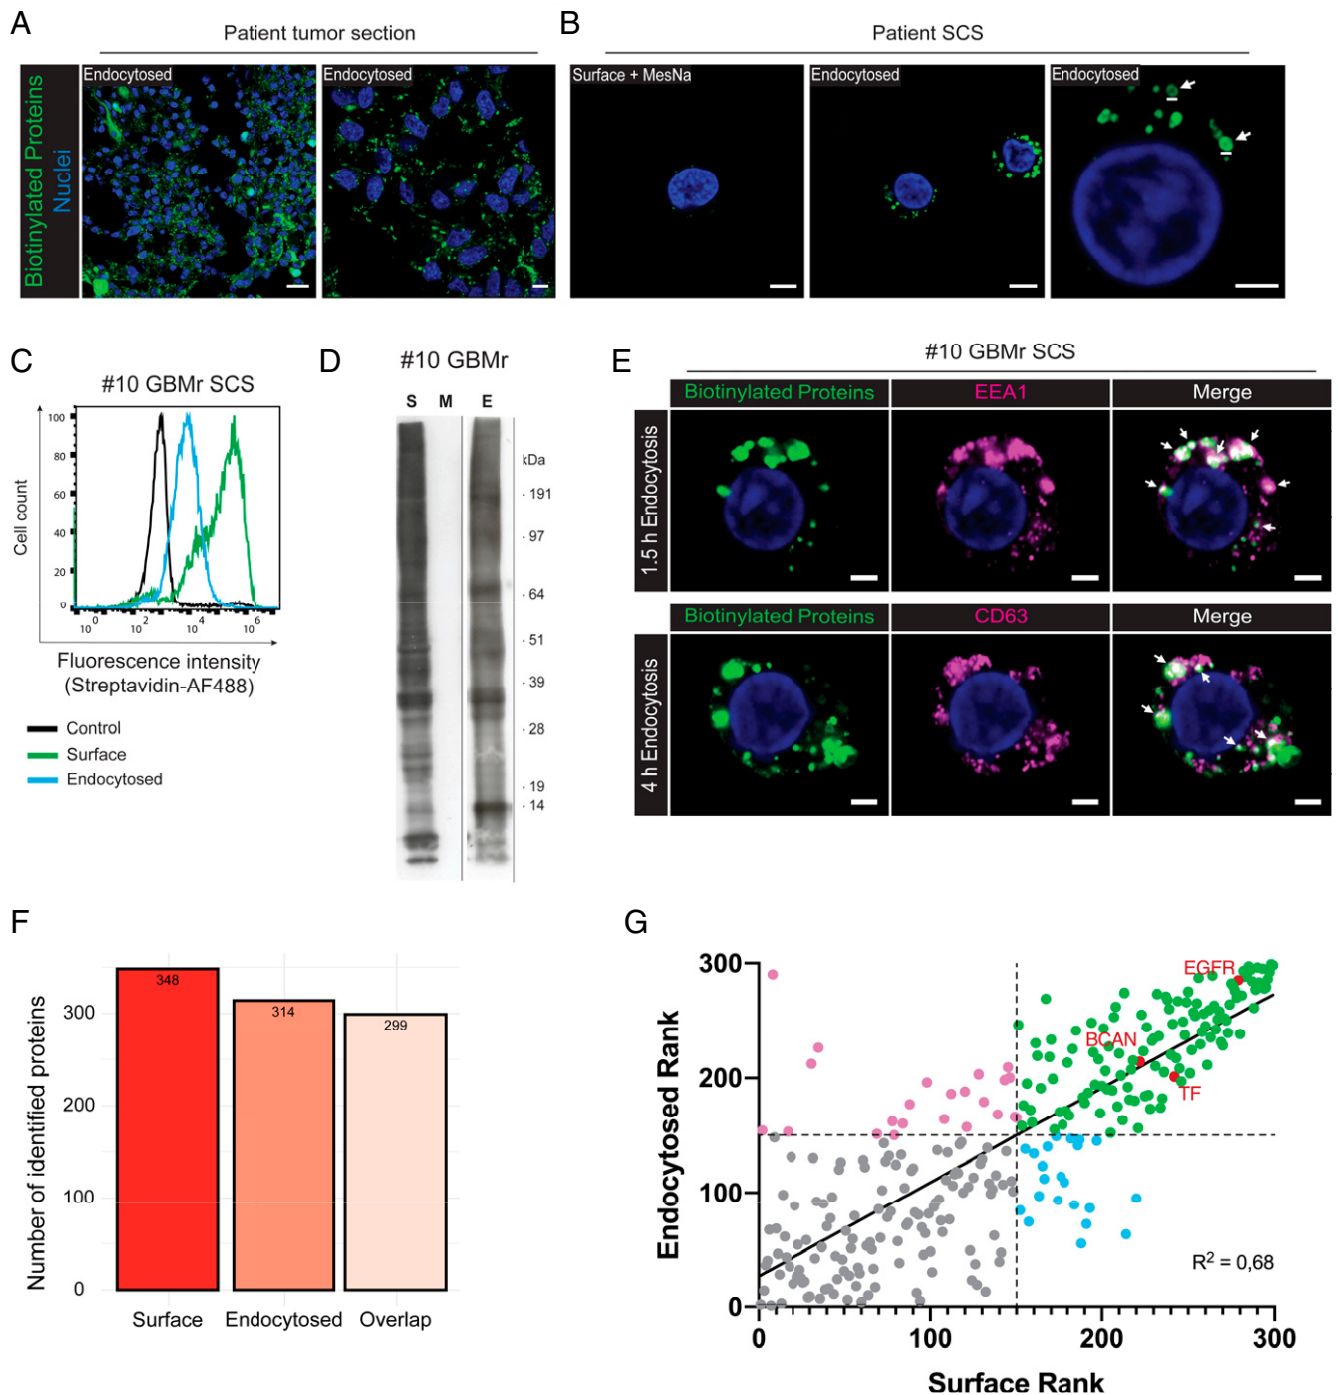 A
Patient tumor section
Biotinylated Proteins
Nuclei
Endocytosed
Endocytosed
B
Patient SCS
Surface + MesNa
Endocytosed
Endocytosed
C
#10 GBMr SCS
Cell count
100
80
60
40
20
0
10 0
10 2
10 4
10 6
Fluorescence intensity
(Streptavidin-AF488)
Control
Surface
Endocytosed
D
#10 GBMr
S M E
kDa
191
97
64
51
39
28
19
14
E
#10 GBMr SCS
Biotinylated Proteins EEA1 Merge
1.5 h Endocytosis
Biotinylated Proteins CD63 Merge
4 h Endocytosis
F
Number of identified proteins
300
200
100
0
348
314
299
Surface Endocytosed Overlap
G
Endocytosed Rank
300
200
100
0
EGFR
BCAN
TF
R² = 0,68
0 100 200 300
Surface Rank